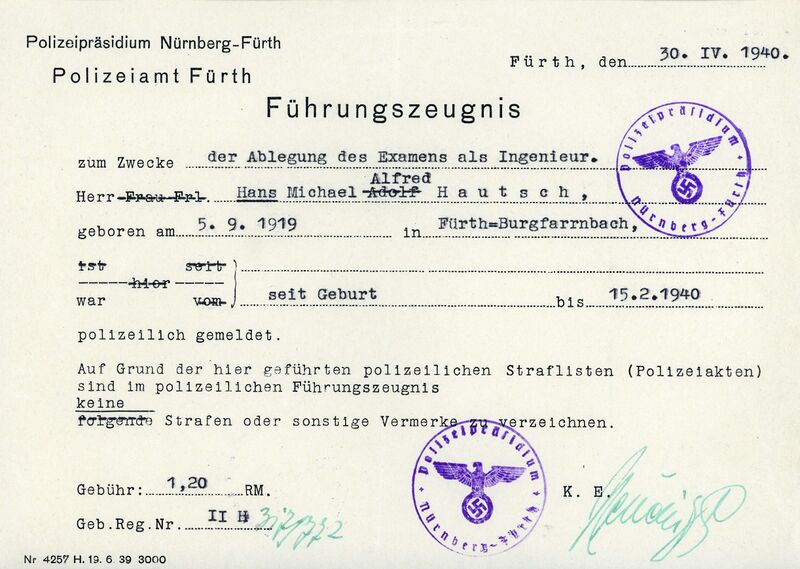 Polizeipräsidium Nürnberg-Fürth
Polizeiamt Fürth
Fürth, den 30. IV. 1940.
Führungszeugnis
zum Zwecke der Ablegung des Examens als Ingenieur.
Alfred
Herr Frau Frl. Hans Michael Adolf Hautsch,
geboren am 5. 9. 1919 in Fürth=Burgfarrnbach,
ist seit
hier
war vom seit Geburt bis 15.2.1940
polizeilich gemeldet.
Auf Grund der hier geführten polizeilichen Straflisten (Polizeiakten)
sind im polizeilichen Führungszeugnis
keine
folgende Strafen oder sonstige Vermerke zu verzeichnen.
Gebühr: 1,20 RM.
K. E.
Geb.Reg.Nr. II H
Nr 4257 H. 19. 6. 39 3000
Polizeipräsidium Nürnberg-Fürth
Polizeipräsidium Nürnberg-Fürth